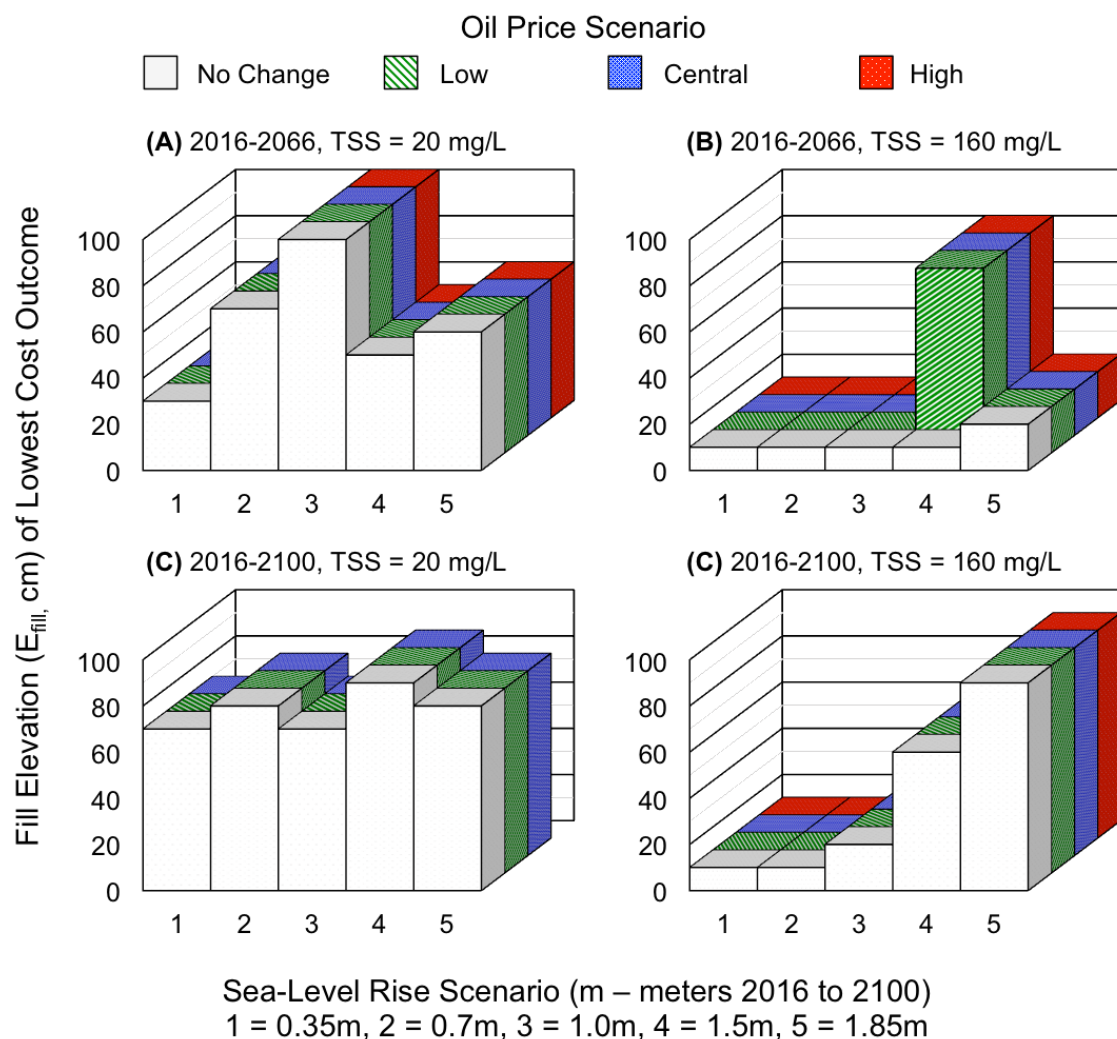 Oil Price Scenario
No Change Low Central High
(A) 2016-2066, TSS = 20 mg/L
(B) 2016-2066, TSS = 160 mg/L
Fill Elevation (Efill, cm) of Lowest Cost Outcome
100
80
60
40
20
0
1 2 3 4 5
100
80
60
40
20
0
1 2 3 4 5
(C) 2016-2100, TSS = 20 mg/L
(C) 2016-2100, TSS = 160 mg/L
100
80
60
40
20
0
1 2 3 4 5
100
80
60
40
20
0
1 2 3 4 5
Sea-Level Rise Scenario (m – meters 2016 to 2100)
1 = 0.35m, 2 = 0.7m, 3 = 1.0m, 4 = 1.5m, 5 = 1.85m